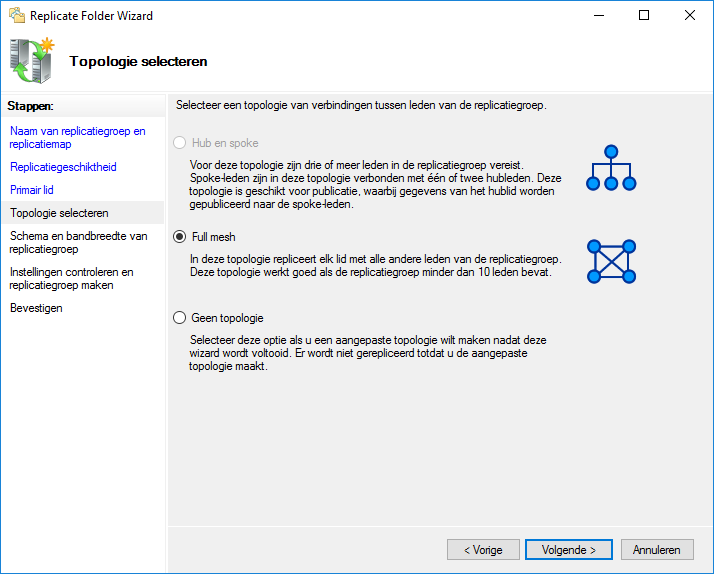 Replicate Folder Wizard
Topologie selecteren
Stappen:
Naam van replicatiegroep en
replicatiemap
Replicatiegeschiktheid
Primair lid
Topologie selecteren
Schema en bandbreedte van
replicatiegroep
Instellingen controleren en
replicatiegroep maken
Bevestigen
Selecteer een topologie van verbindingen tussen leden van de replicatiegroep.
Hub en spoke
Voor deze topologie zijn drie of meer leden in de replicatiegroep vereist.
Spoke-leden zijn in deze topologie verbonden met één of twee hubleden. Deze
topologie is geschikt voor publicatie, waarbij gegevens van het hublid worden
gepubliceerd naar de spoke-leden.
Full mesh
In deze topologie repliceert elk lid met alle andere leden van de replicatiegroep.
Deze topologie werkt goed als de replicatiegroep minder dan 10 leden bevat.
Geen topologie
Selecteer deze optie als u een aangepaste topologie wilt maken nadat deze
wizard wordt voltooid. Er wordt niet gerepliceerd totdat u de aangepaste
topologie maakt.
< Vorige
Volgende >
Annuleren